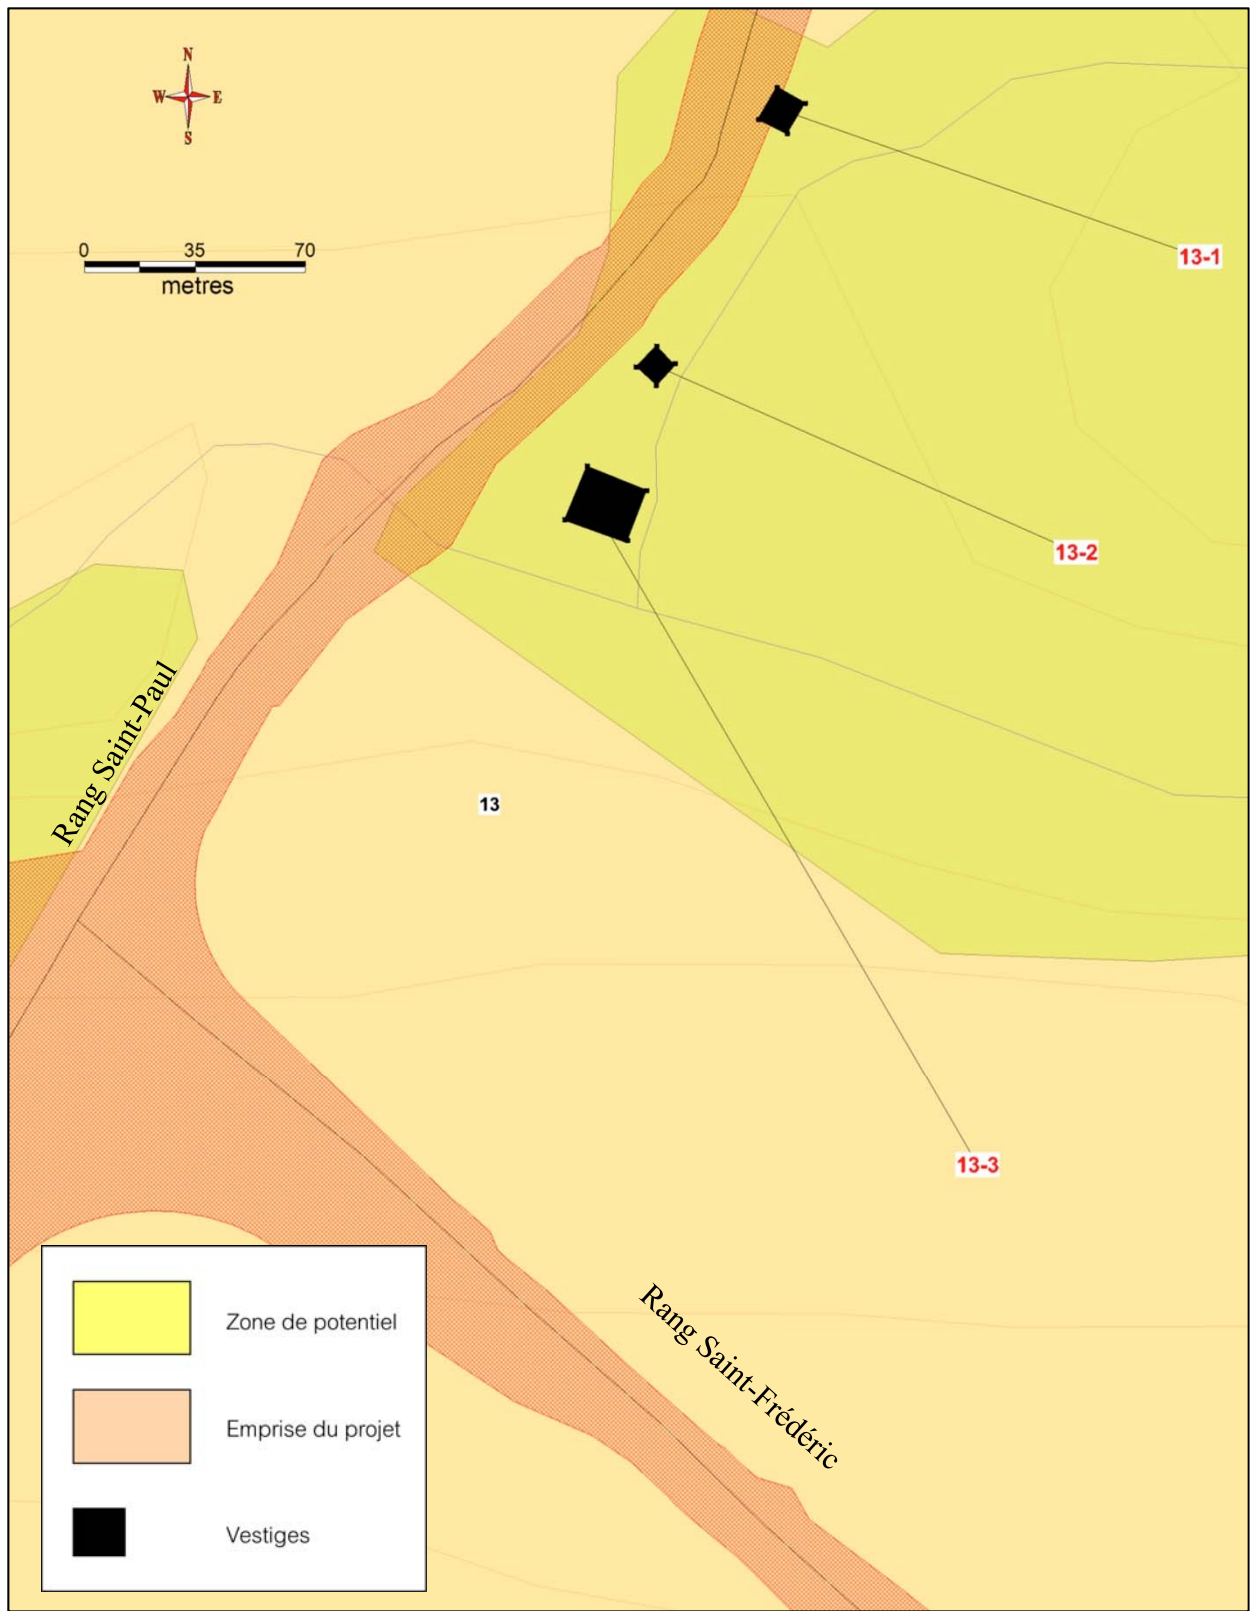 N
W E
S
0 35 70
metres
13-1
13-2
Rang Saint-Paul
13
13-3
Rang Saint-Frédéric
Zone de potentiel
Emprise du projet
Vestiges